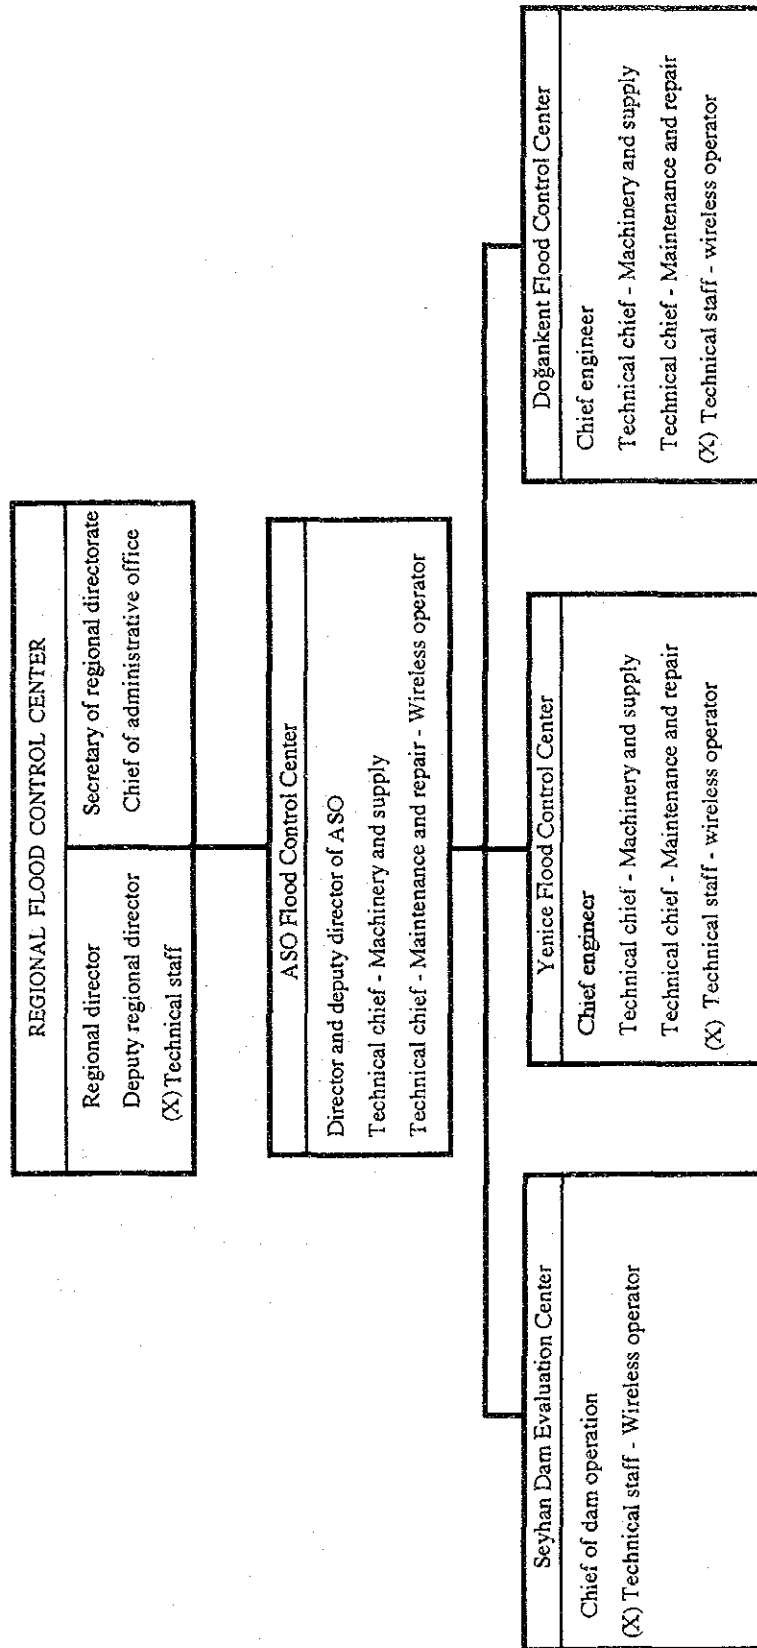 REGIONAL FLOOD CONTROL CENTER
Regional director
Deputy regional director
(X) Technical staff
Secretary of regional directorate
Chief of administrative office
ASO Flood Control Center
Director and deputy director of ASO
Technical chief - Machinery and supply
Technical chief - Maintenance and repair - Wireless operator
Seyhan Dam Evaluation Center
Chief of dam operation
(X) Technical staff - Wireless operator
Yenice Flood Control Center
Chief engineer
Technical chief - Machinery and supply
Technical chief - Maintenance and repair
(X) Technical staff - wireless operator
Doğankent Flood Control Center
Chief engineer
Technical chief - Machinery and supply
Technical chief - Maintenance and repair
(X) Technical staff - wireless operator